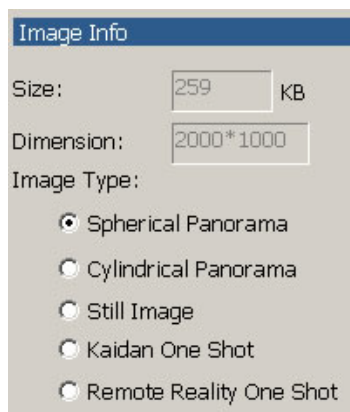 Image Info
Size: 259 KB
Dimension: 2000*1000
Image Type:
Spherical Panorama
Cylindrical Panorama
Still Image
Kaidan One Shot
Remote Reality One Shot